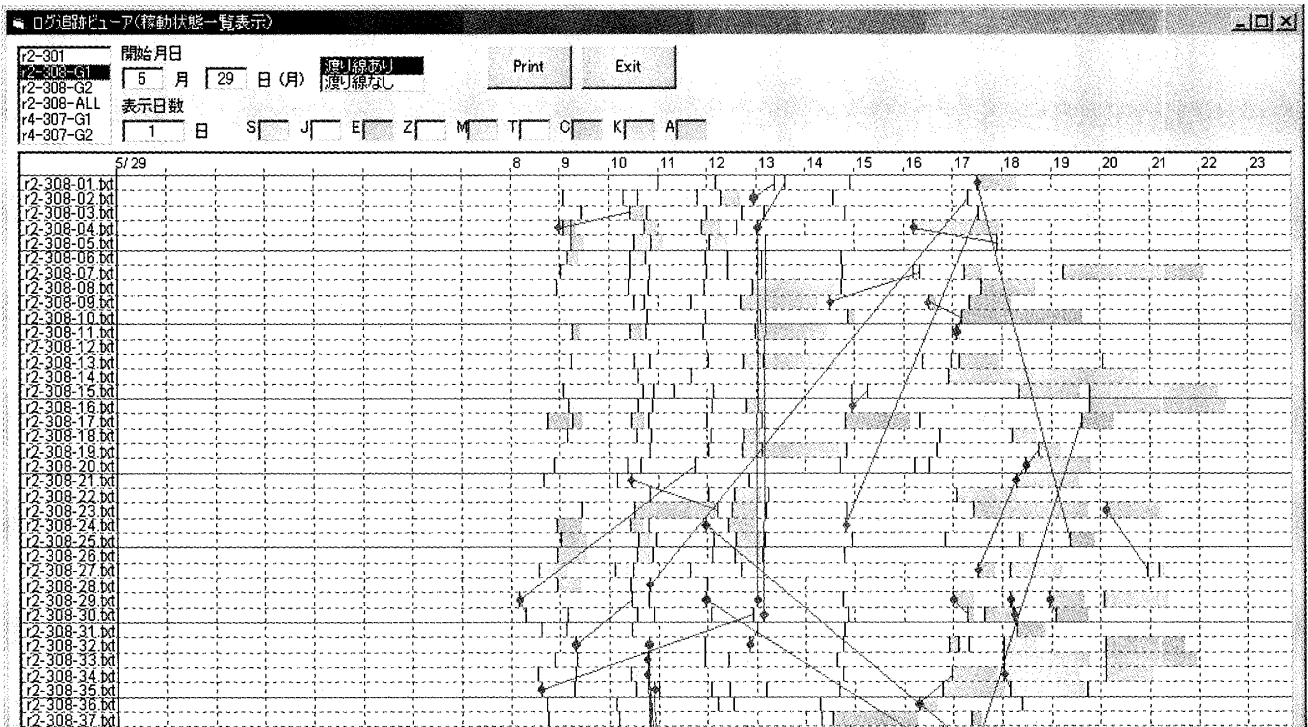 ログ追跡ビューア(稼動状態一覧表示)
r2-301
r2-308-G1
r2-308-G2
r2-308-ALL
r4-307-G1
r4-307-G2
開始月日
5 月 29 日 (月)
表示日数
1 日
渡り線あり
渡り線なし
Print
Exit
S J E Z M T C K A
5/29 8 9 10 11 12 13 14 15 16 17 18 19 20 21 22 23
r2-308-01.txt
r2-308-02.txt
r2-308-03.txt
r2-308-04.txt
r2-308-05.txt
r2-308-06.txt
r2-308-07.txt
r2-308-08.txt
r2-308-09.txt
r2-308-10.txt
r2-308-11.txt
r2-308-12.txt
r2-308-13.txt
r2-308-14.txt
r2-308-15.txt
r2-308-16.txt
r2-308-17.txt
r2-308-18.txt
r2-308-19.txt
r2-308-20.txt
r2-308-21.txt
r2-308-22.txt
r2-308-23.txt
r2-308-24.txt
r2-308-25.txt
r2-308-26.txt
r2-308-27.txt
r2-308-28.txt
r2-308-29.txt
r2-308-30.txt
r2-308-31.txt
r2-308-32.txt
r2-308-33.txt
r2-308-34.txt
r2-308-35.txt
r2-308-36.txt
r2-308-37.txt